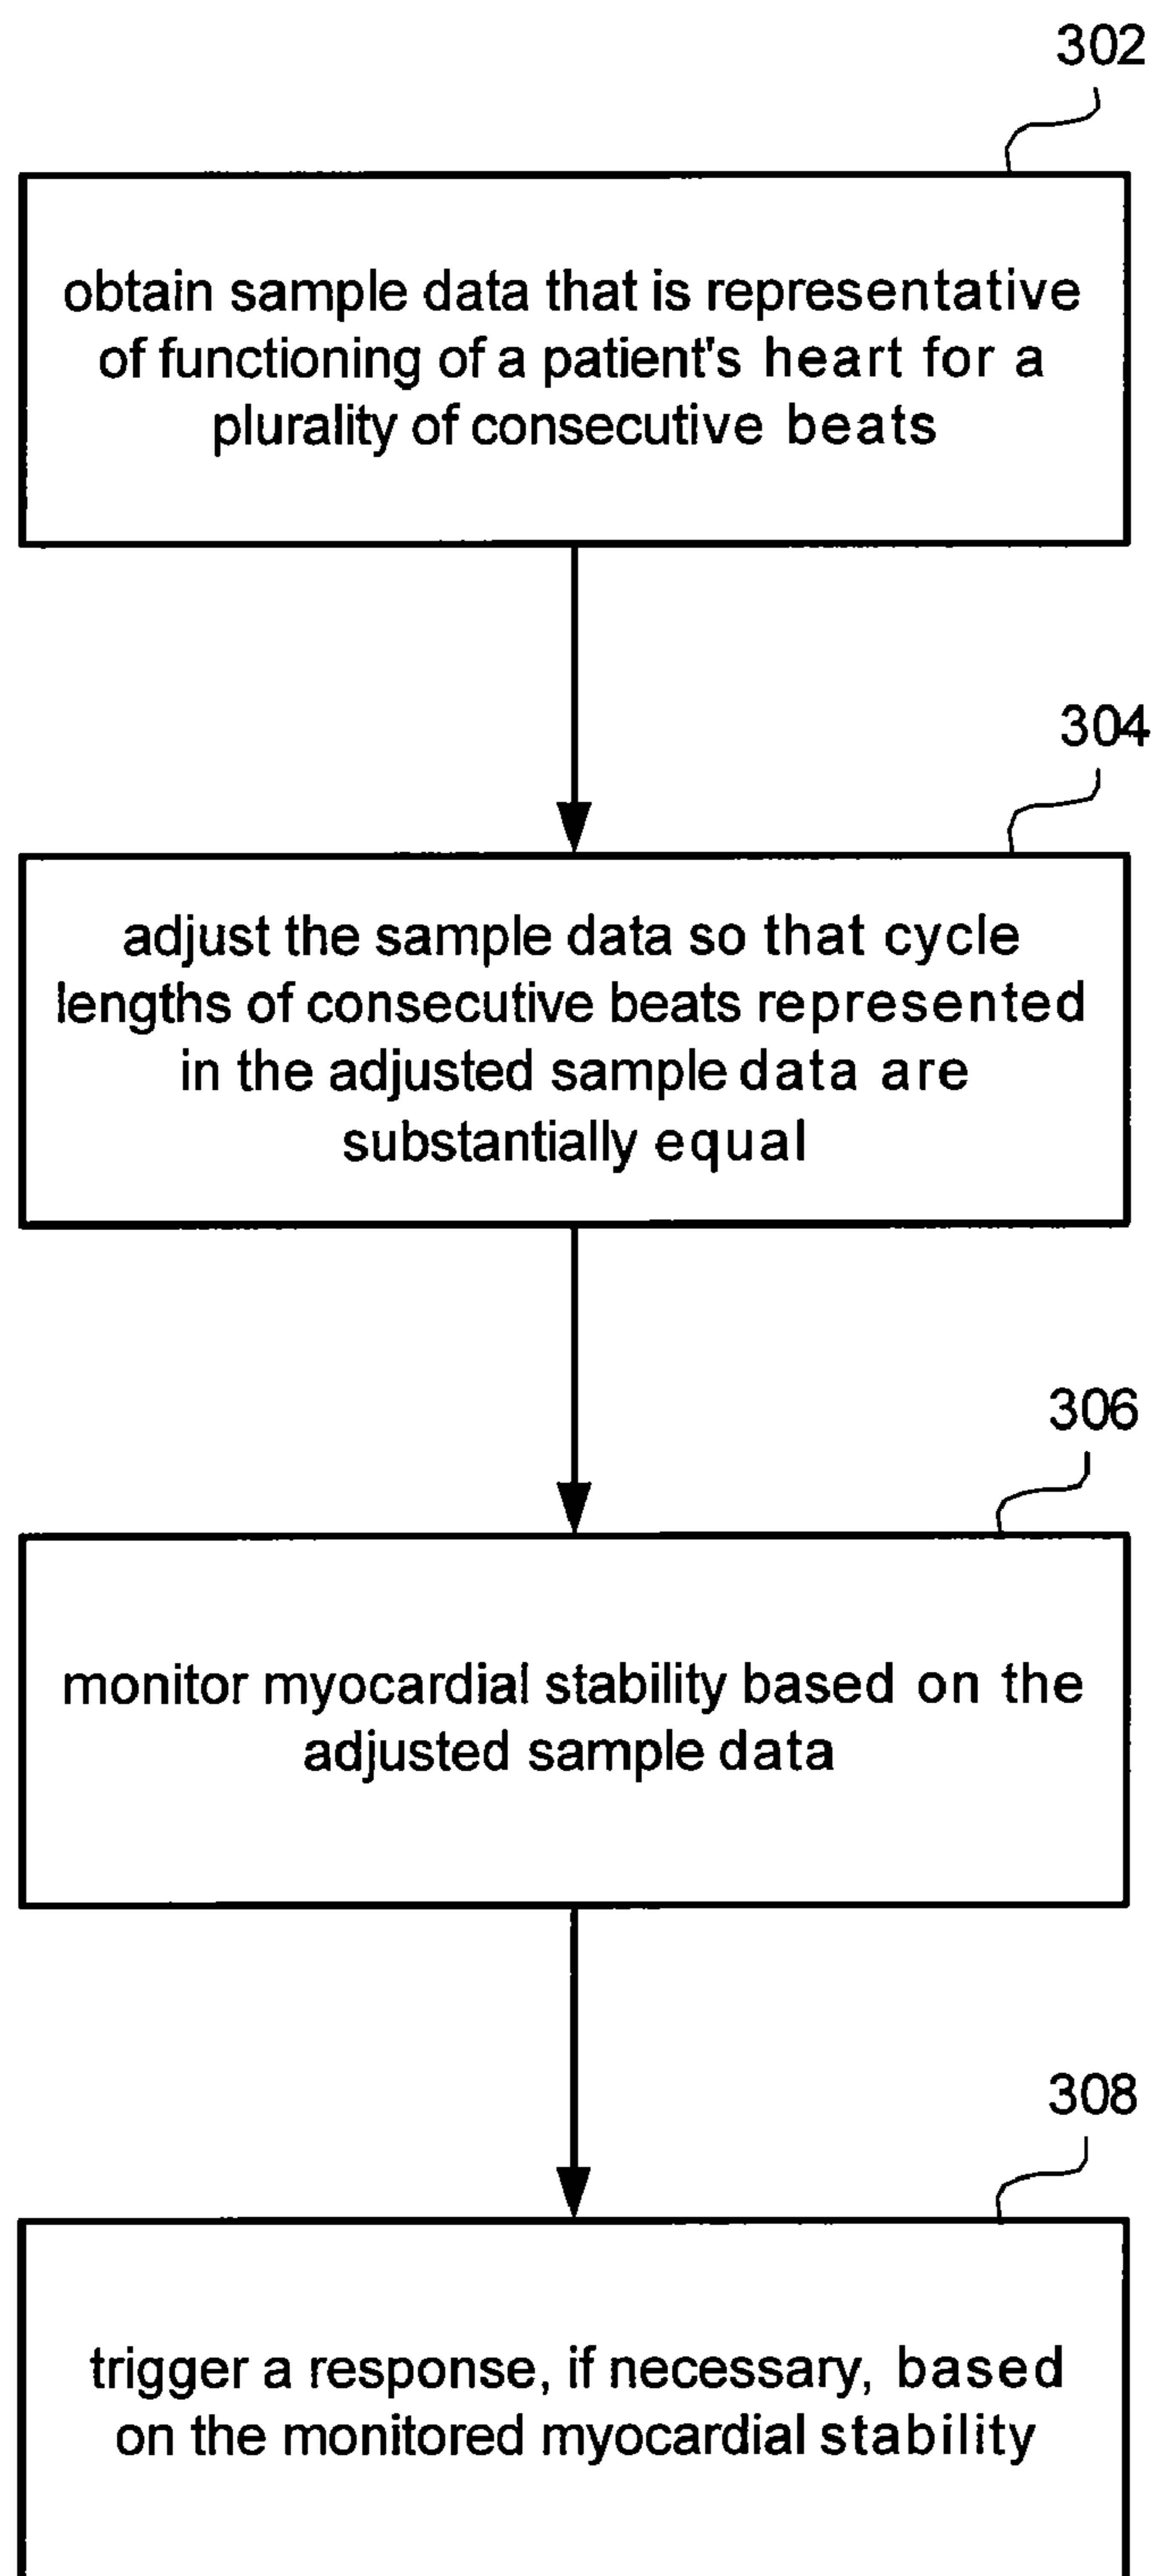 302
obtain sample data that is representative
of functioning of a patient's heart for a
plurality of consecutive beats
304
adjust the sample data so that cycle
lengths of consecutive beats represented
in the adjusted sample data are
substantially equal
306
monitor myocardial stability based on the
adjusted sample data
308
trigger a response, if necessary, based
on the monitored myocardial stability